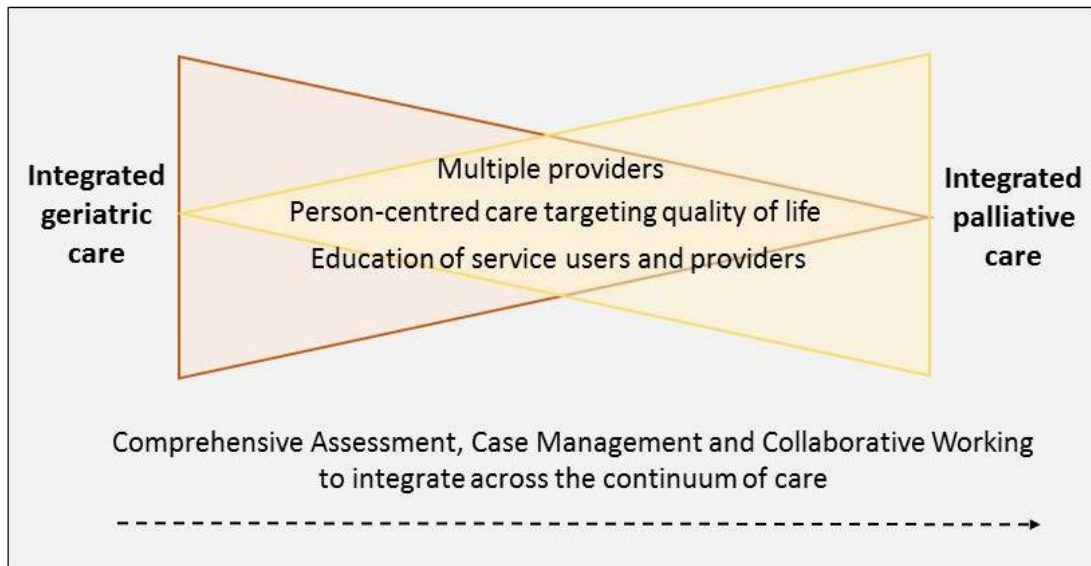 Integrated
geriatric
care
Multiple providers
Person-centred care targeting quality of life
Education of service users and providers
Integrated
palliative
care
Comprehensive Assessment, Case Management and Collaborative Working
to integrate across the continuum of care